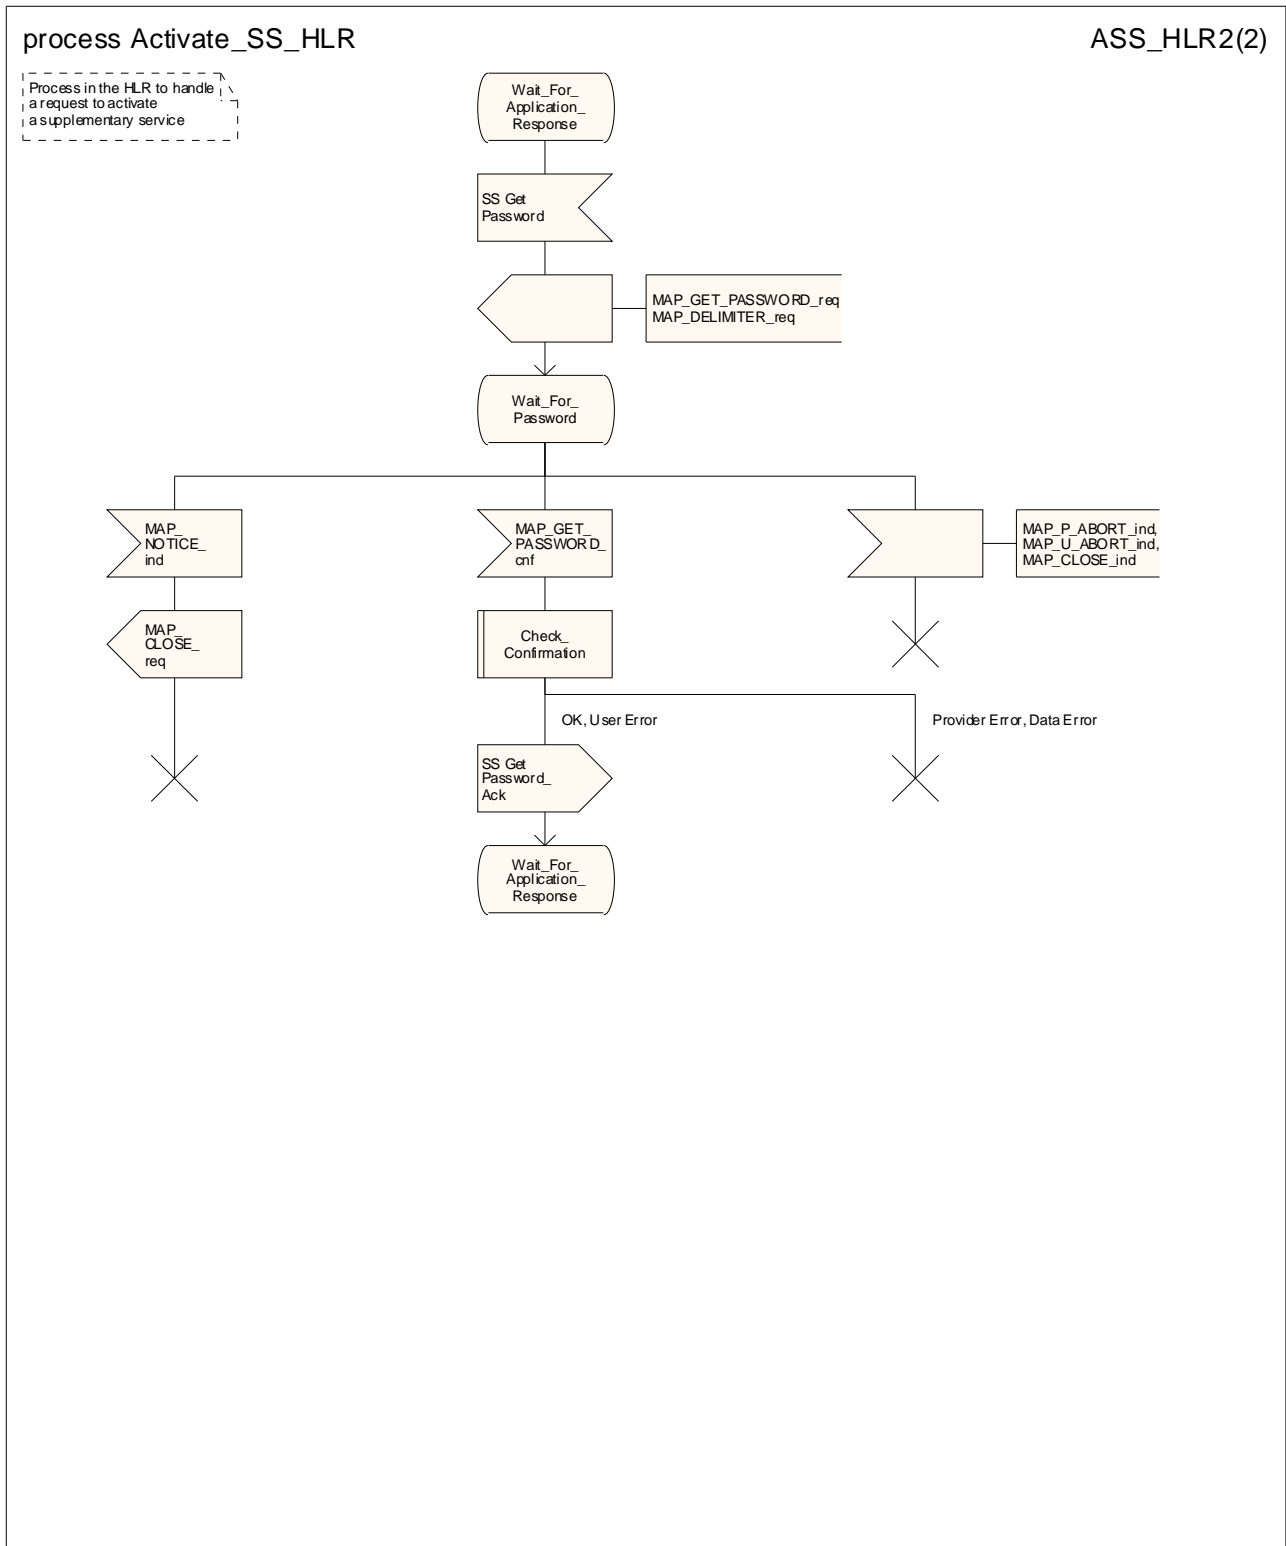 process Activate_SS_HLR
ASS_HLR2(2)
Process in the HLR to handle
a request to activate
a supplementary service
Wait_For_
Application_
Response
SS Get
Password
MAP_GET_PASSWORD_req
MAP_DELIMITER_req
Wait_For_
Password
MAP_
NOTICE_
ind
MAP_GET_
PASSWORD_
cnf
MAP_P_ABORT_ind,
MAP_U_ABORT_ind,
MAP_CLOSE_ind
MAP_
CLOSE_
req
Check_
Confirmation
OK, User Error
Provider Error, Data Error
SS Get
Password_
Ack
Wait_For_
Application_
Response